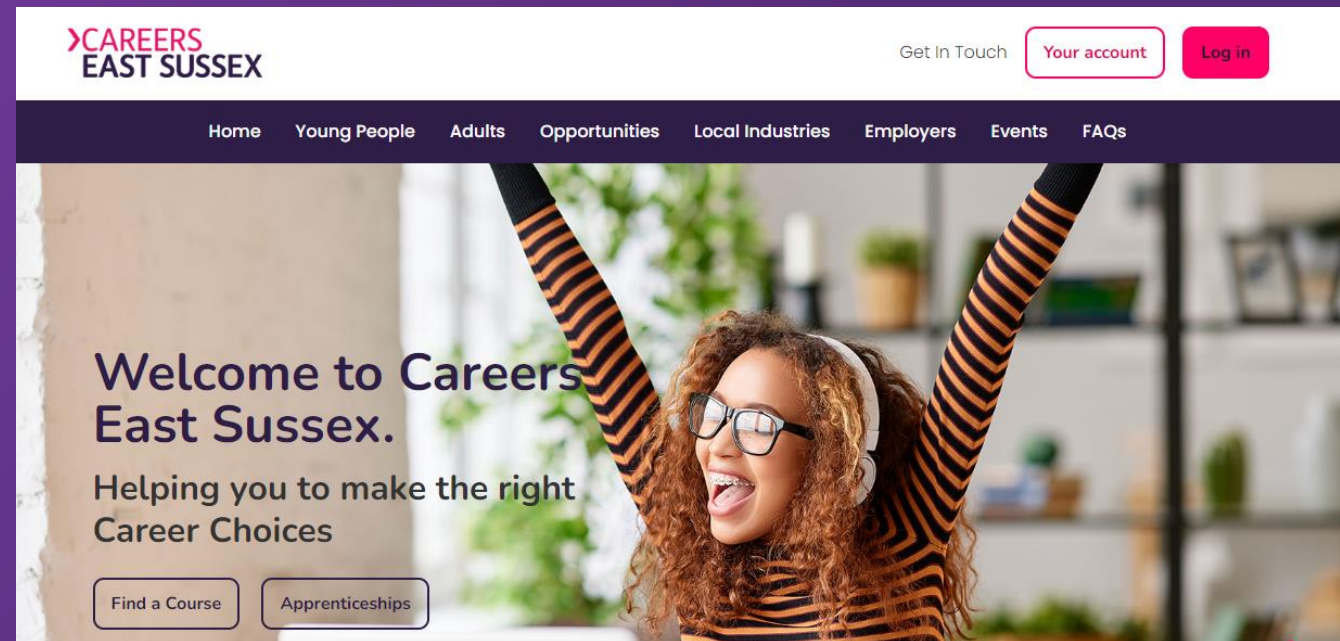 CAREERS
EAST SUSSEX
Get In Touch
Your account
Log in
Home Young People Adults Opportunities Local Industries Employers Events FAQs
Welcome to Careers
East Sussex.
Helping you to make the right
Career Choices
Find a Course
Apprenticeships